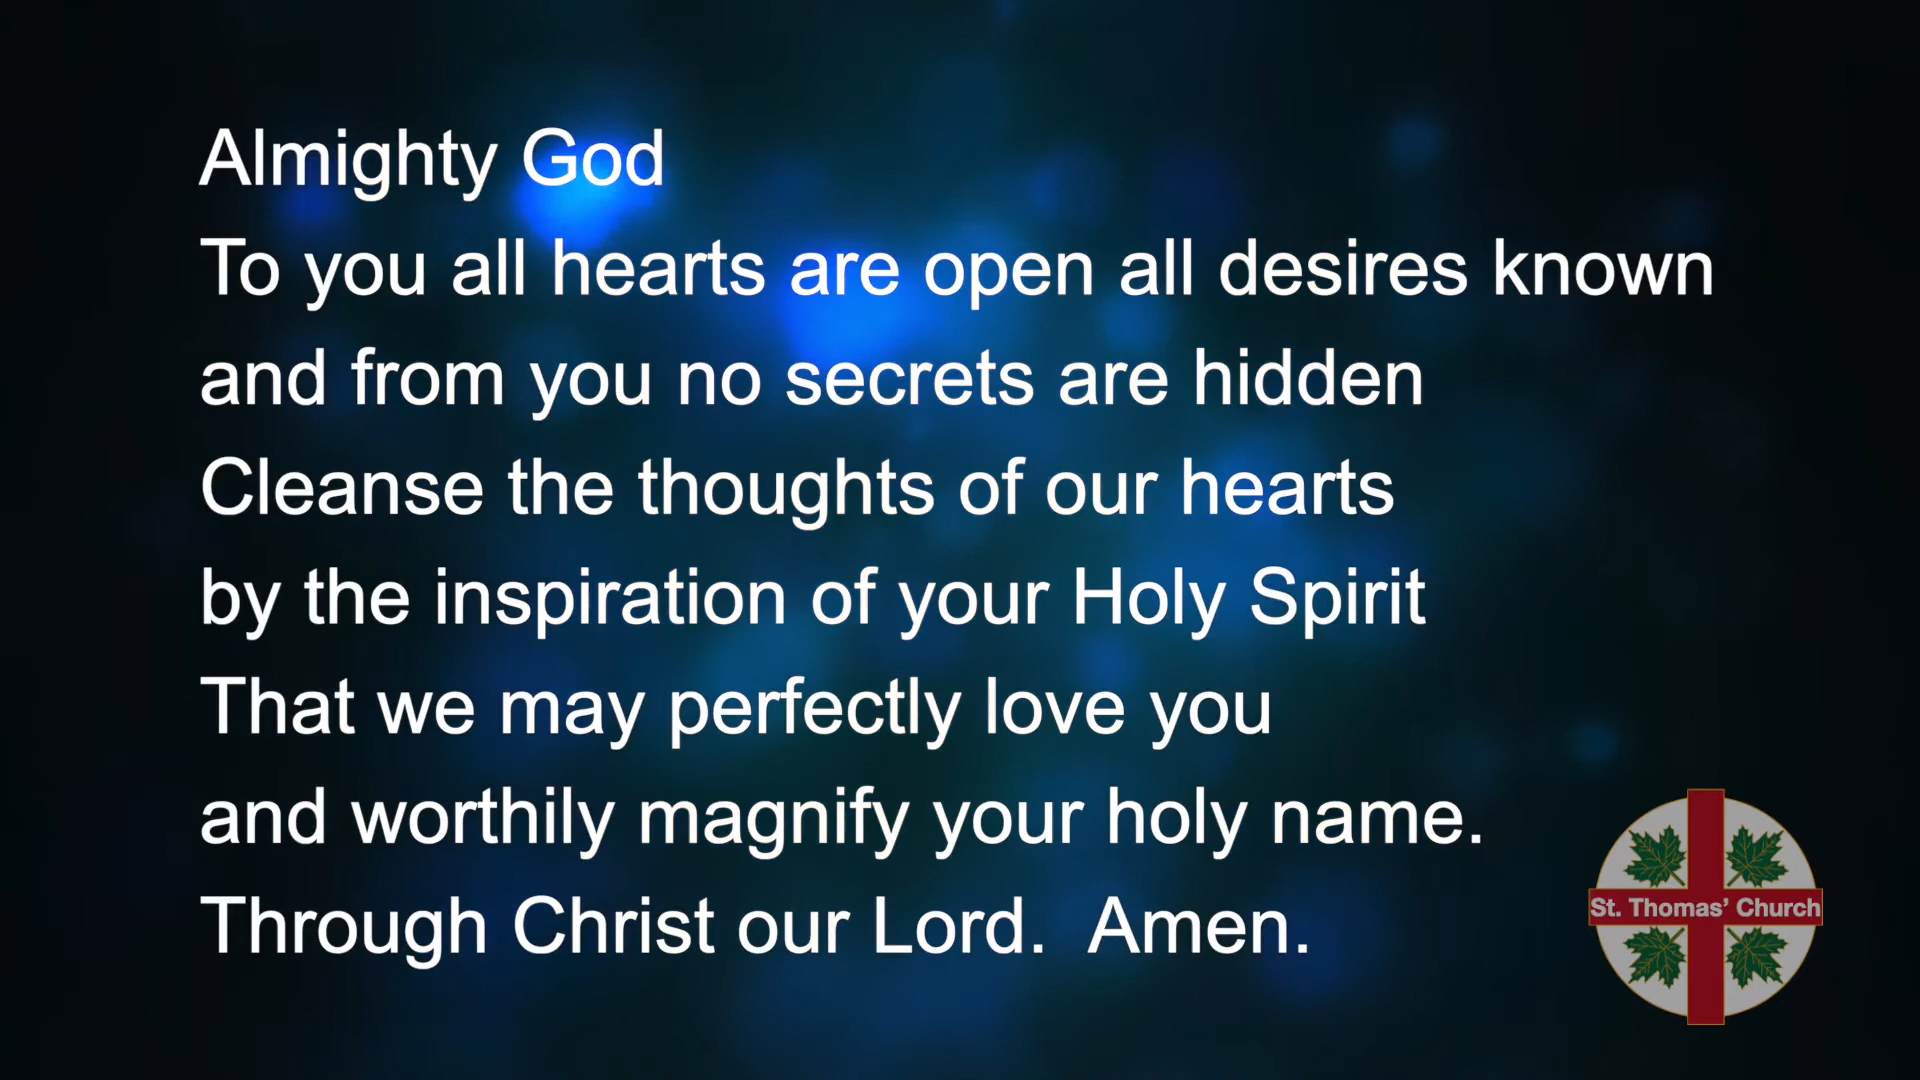 Almighty God
To you all hearts are open all desires known
and from you no secrets are hidden
Cleanse the thoughts of our hearts
by the inspiration of your Holy Spirit
That we may perfectly love you
and worthily magnify your holy name.
Through Christ our Lord.  Amen.
St. Thomas’ Church